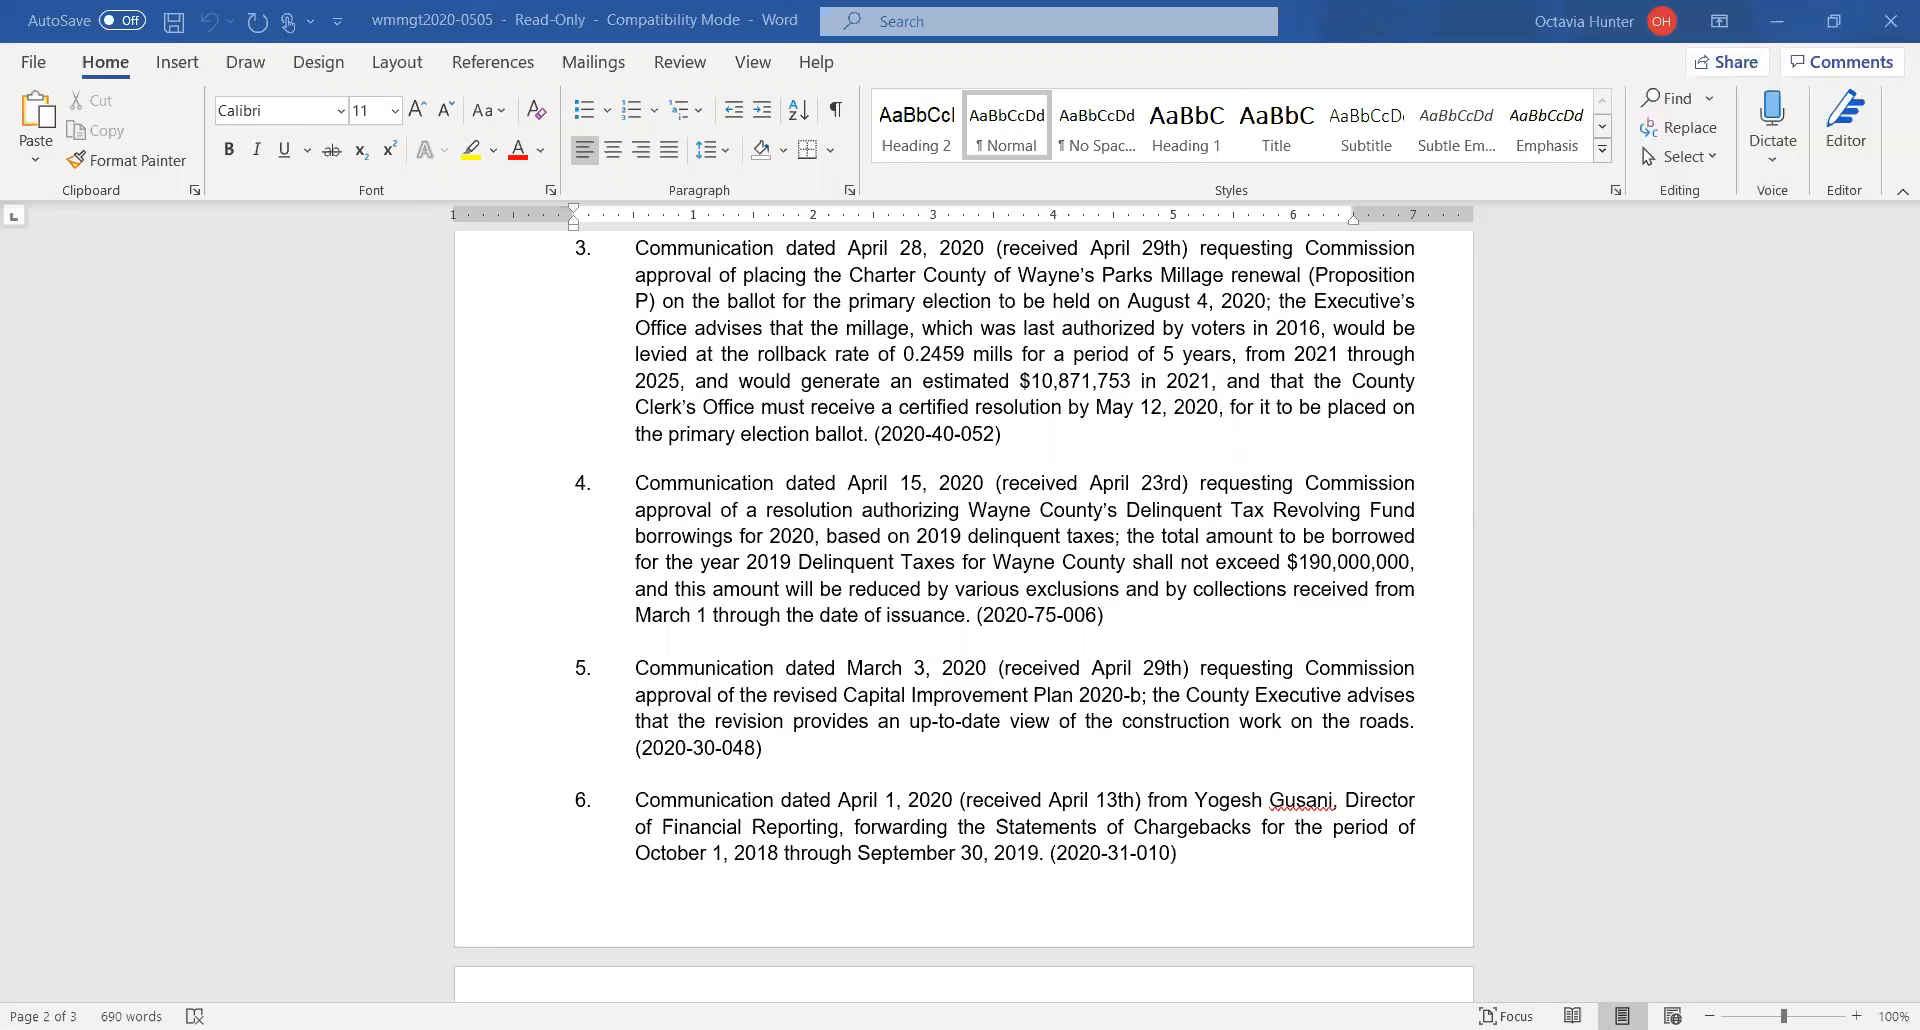 AutoSave Off wmmgt2020-0505 - Read-Only - Compatibility Mode - Word Search Octavia Hunter OH
File Home Insert Draw Design Layout References Mailings Review View Help Share Comments
Paste
Cut
Copy
Format Painter
Clipboard
Calibri 11 Aa
B I U ab x2 x2 A A
Font
Paragraph
AaBbCcI AaBbCcDd AaBbCcDd AaBbC AaBbC AaBbCcD AaBbCcDd AaBbCcDd
Heading 2 ¶ Normal ¶ No Spac... Heading 1 Title Subtitle Subtle Em... Emphasis
Styles
Find
Replace
Select
Editing
Dictate
Voice
Editor
Editor
1 1 2 3 4 5 6 7
3. Communication dated April 28, 2020 (received April 29th) requesting Commission
approval of placing the Charter County of Wayne’s Parks Millage renewal (Proposition
P) on the ballot for the primary election to be held on August 4, 2020; the Executive’s
Office advises that the millage, which was last authorized by voters in 2016, would be
levied at the rollback rate of 0.2459 mills for a period of 5 years, from 2021 through
2025, and would generate an estimated $10,871,753 in 2021, and that the County
Clerk’s Office must receive a certified resolution by May 12, 2020, for it to be placed on
the primary election ballot. (2020-40-052)
4. Communication dated April 15, 2020 (received April 23rd) requesting Commission
approval of a resolution authorizing Wayne County’s Delinquent Tax Revolving Fund
borrowings for 2020, based on 2019 delinquent taxes; the total amount to be borrowed
for the year 2019 Delinquent Taxes for Wayne County shall not exceed $190,000,000,
and this amount will be reduced by various exclusions and by collections received from
March 1 through the date of issuance. (2020-75-006)
5. Communication dated March 3, 2020 (received April 29th) requesting Commission
approval of the revised Capital Improvement Plan 2020-b; the County Executive advises
that the revision provides an up-to-date view of the construction work on the roads.
(2020-30-048)
6. Communication dated April 1, 2020 (received April 13th) from Yogesh Gusani, Director
of Financial Reporting, forwarding the Statements of Chargebacks for the period of
October 1, 2018 through September 30, 2019. (2020-31-010)
Page 2 of 3 690 words Focus 100%